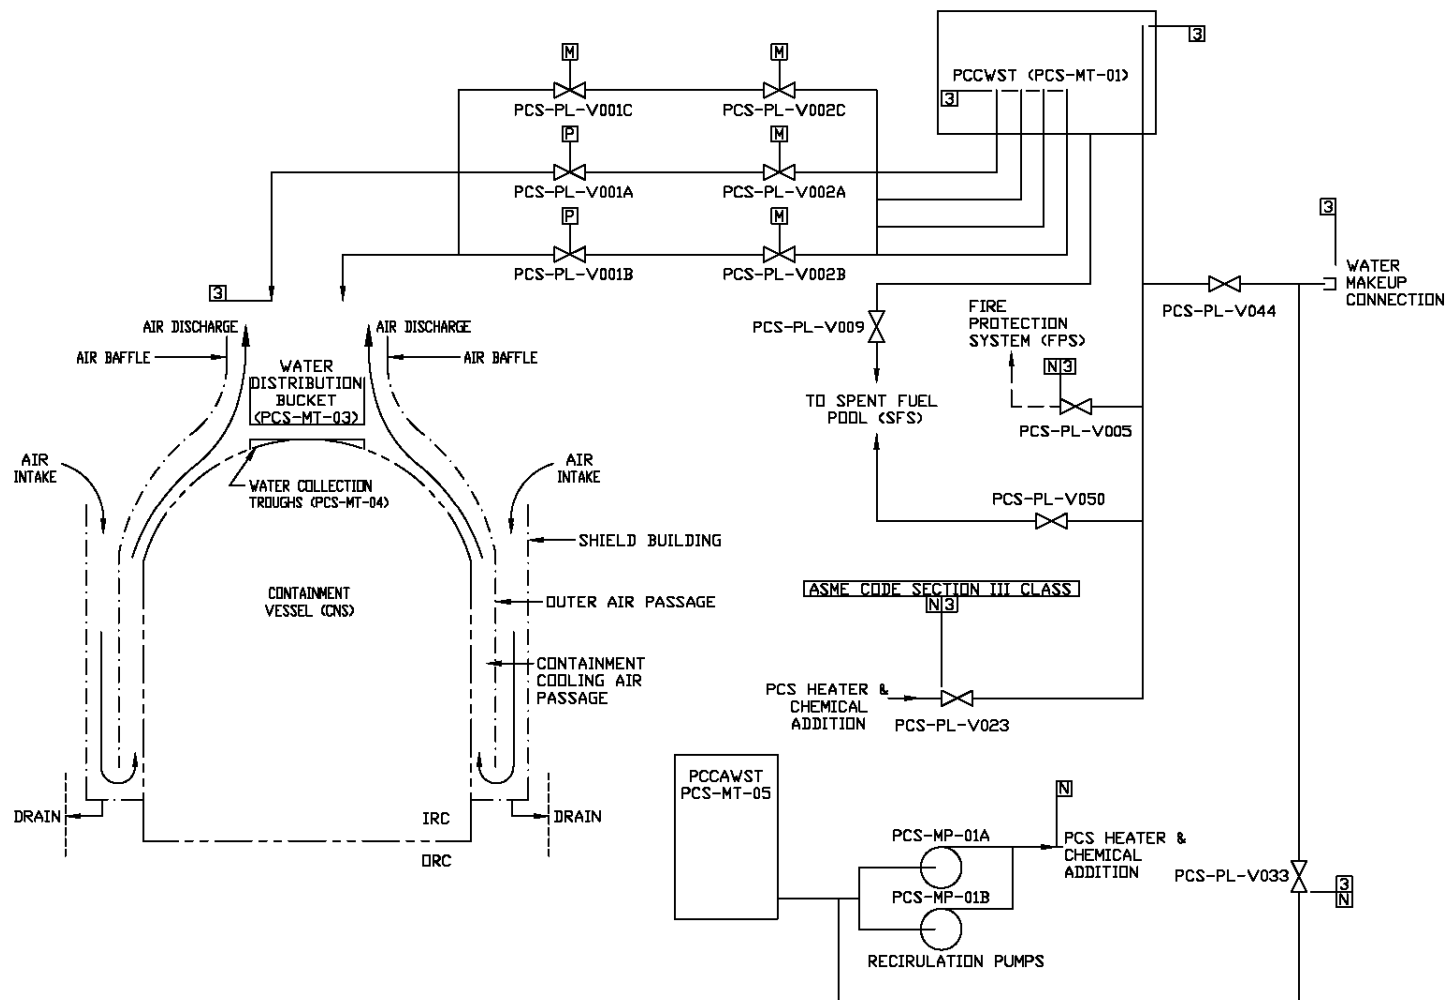 3
M
M
PCCWST (PCS-MT-01)
3
PCS-PL-V001C
PCS-PL-V002C
P
M
PCS-PL-V001A
PCS-PL-V002A
P
M
PCS-PL-V001B
PCS-PL-V002B
3
WATER
MAKEUP
CONNECTION
PCS-PL-V044
3
AIR DISCHARGE
AIR DISCHARGE
AIR BAFFLE
AIR BAFFLE
WATER
DISTRIBUTION
BUCKET
(PCS-MT-03)
PCS-PL-V009
FIRE
PROTECTION
SYSTEM (FPS)
N 3
PCS-PL-V005
TO SPENT FUEL
POOL (SFS)
AIR
INTAKE
AIR
INTAKE
WATER COLLECTION
TROUGHS (PCS-MT-04)
PCS-PL-V050
SHIELD BUILDING
CONTAINMENT
VESSEL (CNS)
OUTER AIR PASSAGE
ASME CODE SECTION III CLASS
N 3
CONTAINMENT
COOLING AIR
PASSAGE
PCS HEATER &
CHEMICAL
ADDITION
PCS-PL-V023
PCCAWST
PCS-MT-05
N
DRAIN
DRAIN
IRC
ORC
PCS-MP-01A
PCS HEATER &
CHEMICAL
ADDITION
PCS-MP-01B
RECIRULATION PUMPS
PCS-PL-V033
3
N